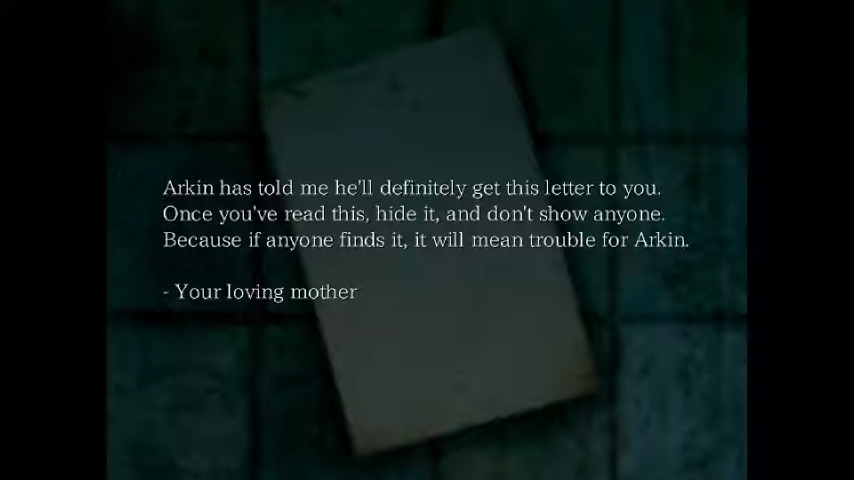 Arkin has told me he'll definitely get this letter to you.
Once you've read this, hide it, and don't show anyone.
Because if anyone finds it, it will mean trouble for Arkin.
- Your loving mother